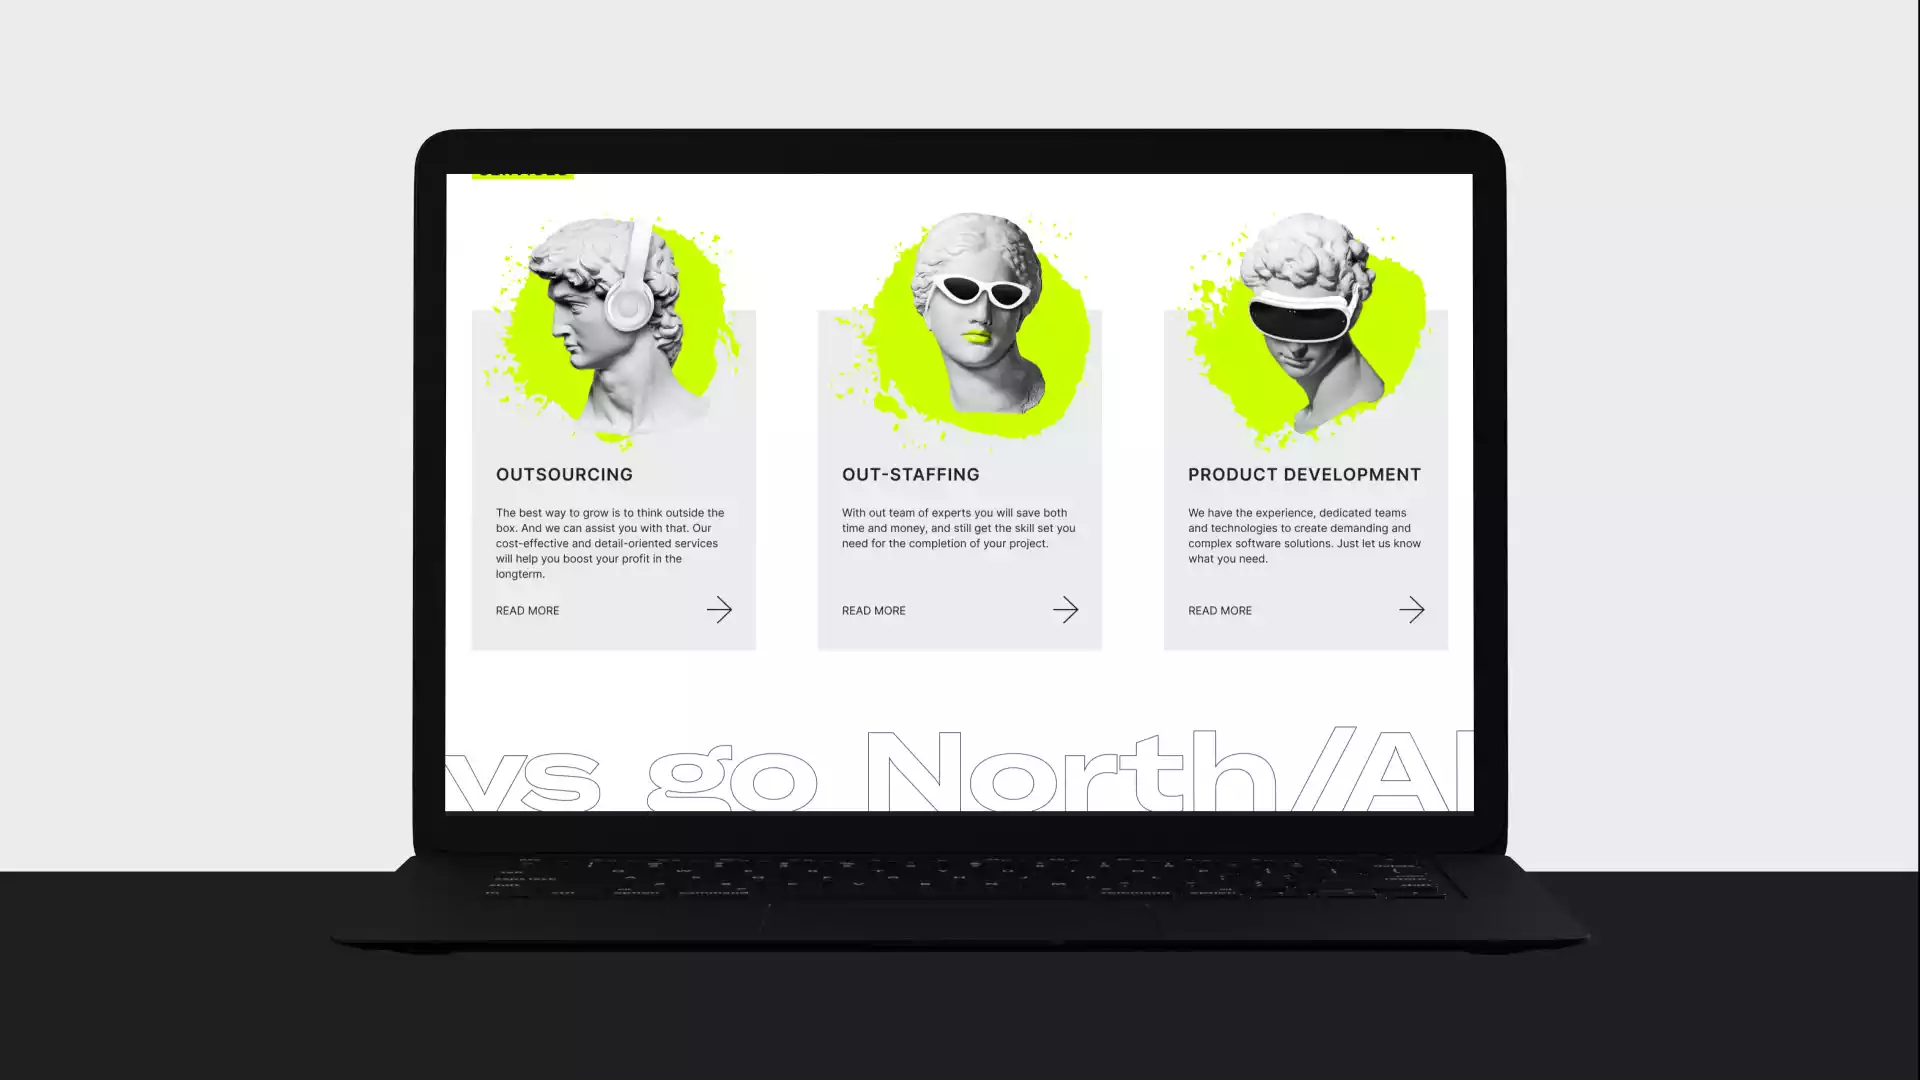 SERVICES
OUTSOURCING
The best way to grow is to think outside the
box. And we can assist you with that. Our
cost-effective and detail-oriented services
will help you boost your profit in the
longterm.
READ MORE
OUT-STAFFING
With out team of experts you will save both
time and money, and still get the skill set you
need for the completion of your project.
READ MORE
PRODUCT DEVELOPMENT
We have the experience, dedicated teams
and technologies to create demanding and
complex software solutions. Just let us know
what you need.
READ MORE
ys go North/Al